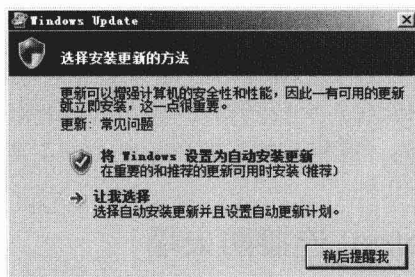 Windows Update
选择安装更新的方法
更新可以增强计算机的安全性和性能，因此一有可用的更新
就立即安装，这一点很重要。
更新: 常见问题
将 Windows 设置为自动安装更新
在重要的和推荐的更新可用时安装(推荐)
让我选择
选择自动安装更新并且设置自动更新计划。
稍后提醒我